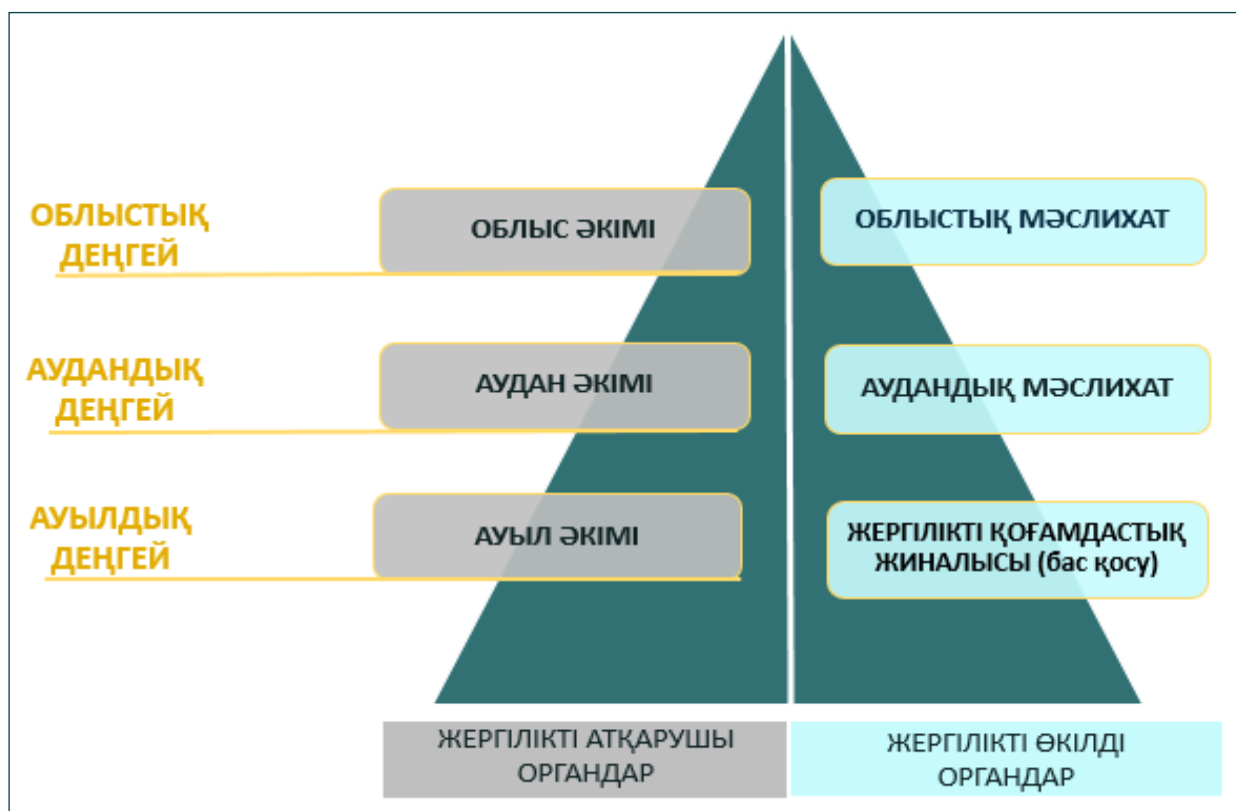 ОБЛЫСТЫҚ
ДЕҢГЕЙ
ОБЛЫС ӘКІМІ
ОБЛЫСТЫҚ МӘСЛИХАТ
АУДАНДЫҚ
ДЕҢГЕЙ
АУДАН ӘКІМІ
АУДАНДЫҚ МӘСЛИХАТ
АУЫЛДЫҚ
ДЕҢГЕЙ
АУЫЛ ӘКІМІ
ЖЕРГІЛІКТІ ҚОҒАМДАСТЫҚ
ЖИНАЛЫСЫ (бас қосу)
ЖЕРГІЛІКТІ АТҚАРУШЫ
ОРГАНДАР
ЖЕРГІЛІКТІ ӨКІЛДІ
ОРГАНДАР